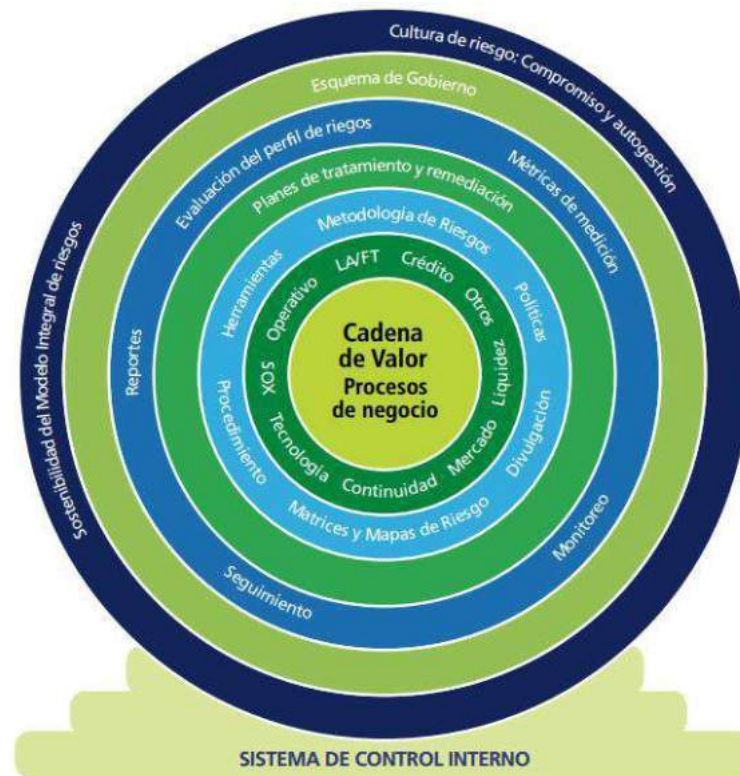 Cultura de riesgo: Compromiso y autogestión
Sostenibilidad del Modelo Integral de riesgos
Esquema de Gobierno
Evaluación del perfil de riegos
Métricas de medición
Reportes
Monitoreo
Seguimiento
Planes de tratamiento y remediación
Metodología de Riesgos
Herramientas
Políticas
Procedimiento
Divulgación
Matrices y Mapas de Riesgo
LA/FT
Crédito
Otros
Liquidez
Mercado
Continuidad
Tecnología
SOX
Operativo
Cadena
de Valor
Procesos
de negocio
SISTEMA DE CONTROL INTERNO